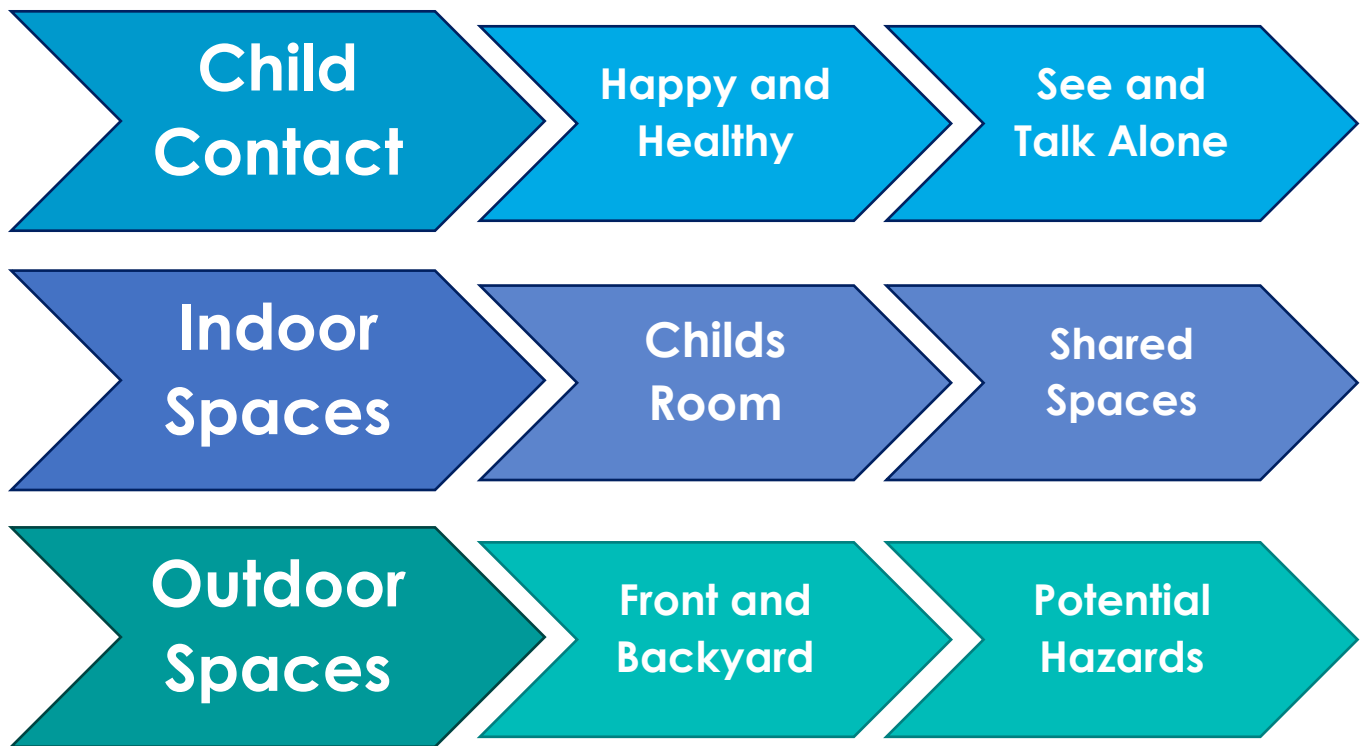 Child
Contact
Happy and
Healthy
See and
Talk Alone
Indoor
Spaces
Childs
Room
Shared
Spaces
Outdoor
Spaces
Front and
Backyard
Potential
Hazards